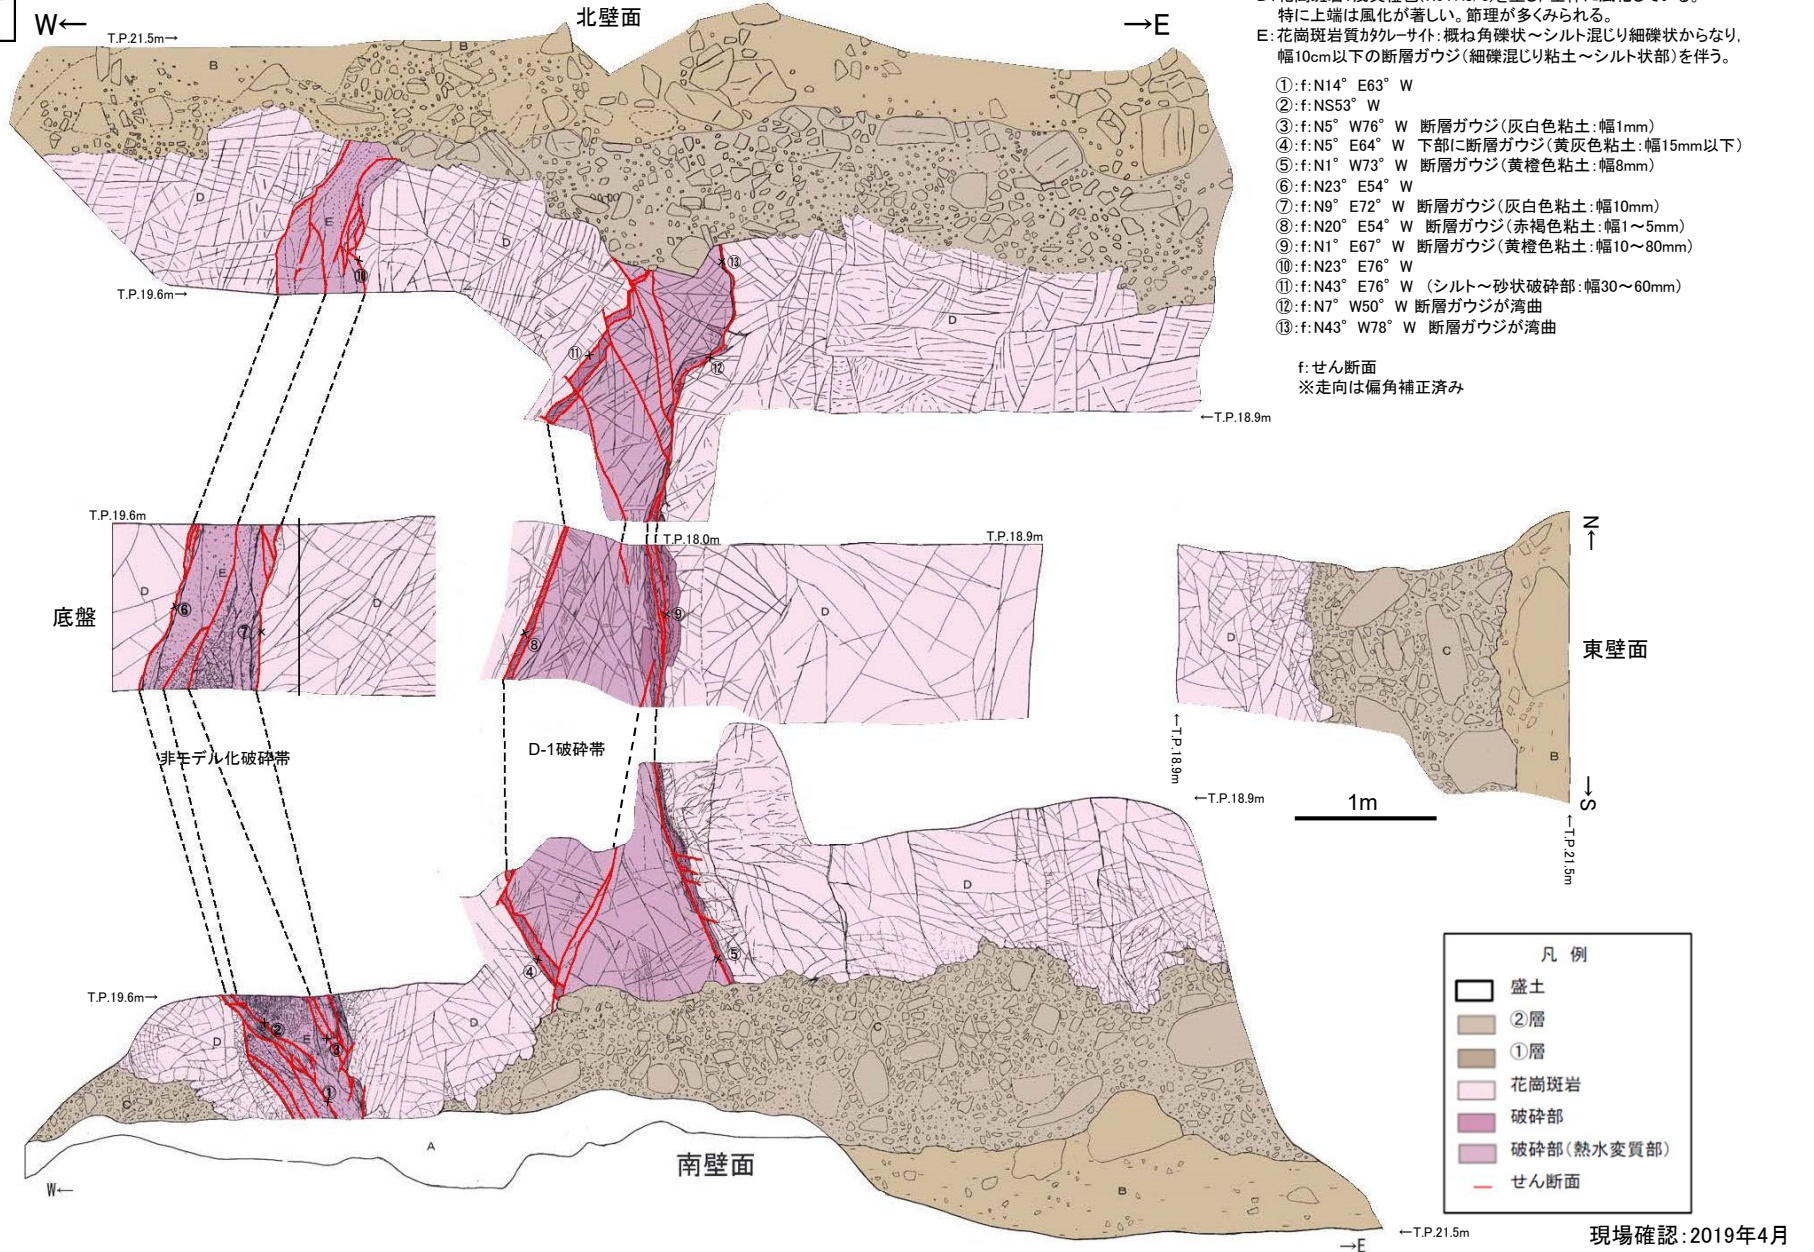 W←
北壁面
→E
T.P.21.5m→
特に上端は風化が著しい。節理が多くみられる。
E:花崗斑岩質カタクレーサイト:概ね角礫状～シルト混じり細礫状からなり,
幅10cm以下の断層ガウジ(細礫混じり粘土～シルト状部)を伴う。
①:f:N14°E63°W
②:f:NS53°W
③:f:N5°W76°W 断層ガウジ(灰白色粘土:幅1mm)
④:f:N5°E64°W 下部に断層ガウジ(黄灰色粘土:幅15mm以下)
⑤:f:N1°W73°W 断層ガウジ(黄橙色粘土:幅8mm)
⑥:f:N23°E54°W
⑦:f:N9°E72°W 断層ガウジ(灰白色粘土:幅10mm)
⑧:f:N20°E54°W 断層ガウジ(赤褐色粘土:幅1～5mm)
⑨:f:N1°E67°W 断層ガウジ(黄橙色粘土:幅10～80mm)
⑩:f:N23°E76°W
⑪:f:N43°E76°W (シルト～砂状破砕部:幅30～60mm)
⑫:f:N7°W50°W 断層ガウジが湾曲
⑬:f:N43°W78°W 断層ガウジが湾曲
f:せん断面
※走向は偏角補正済み
B
B
C
D
E
D
D
⑩
⑬
⑪
⑫
T.P.19.6m→
←T.P.18.9m
T.P.19.6m
T.P.18.0m
T.P.18.9m
N
↑
底盤
D
E
D
⑥
⑦
⑧
⑨
D
D
C
B
東壁面
非モデル化破砕帯
D-1破砕帯
←T.P.18.9m
←T.P.18.9m
1m
→S
←T.P.21.5m
T.P.19.6m→
D
②
E
③
①
D
④
⑤
D
C
C
A
B
南壁面
W←
→E
←T.P.21.5m
凡 例
盛土
②層
①層
花崗斑岩
破砕部
破砕部(熱水変質部)
せん断面
現場確認:2019年4月